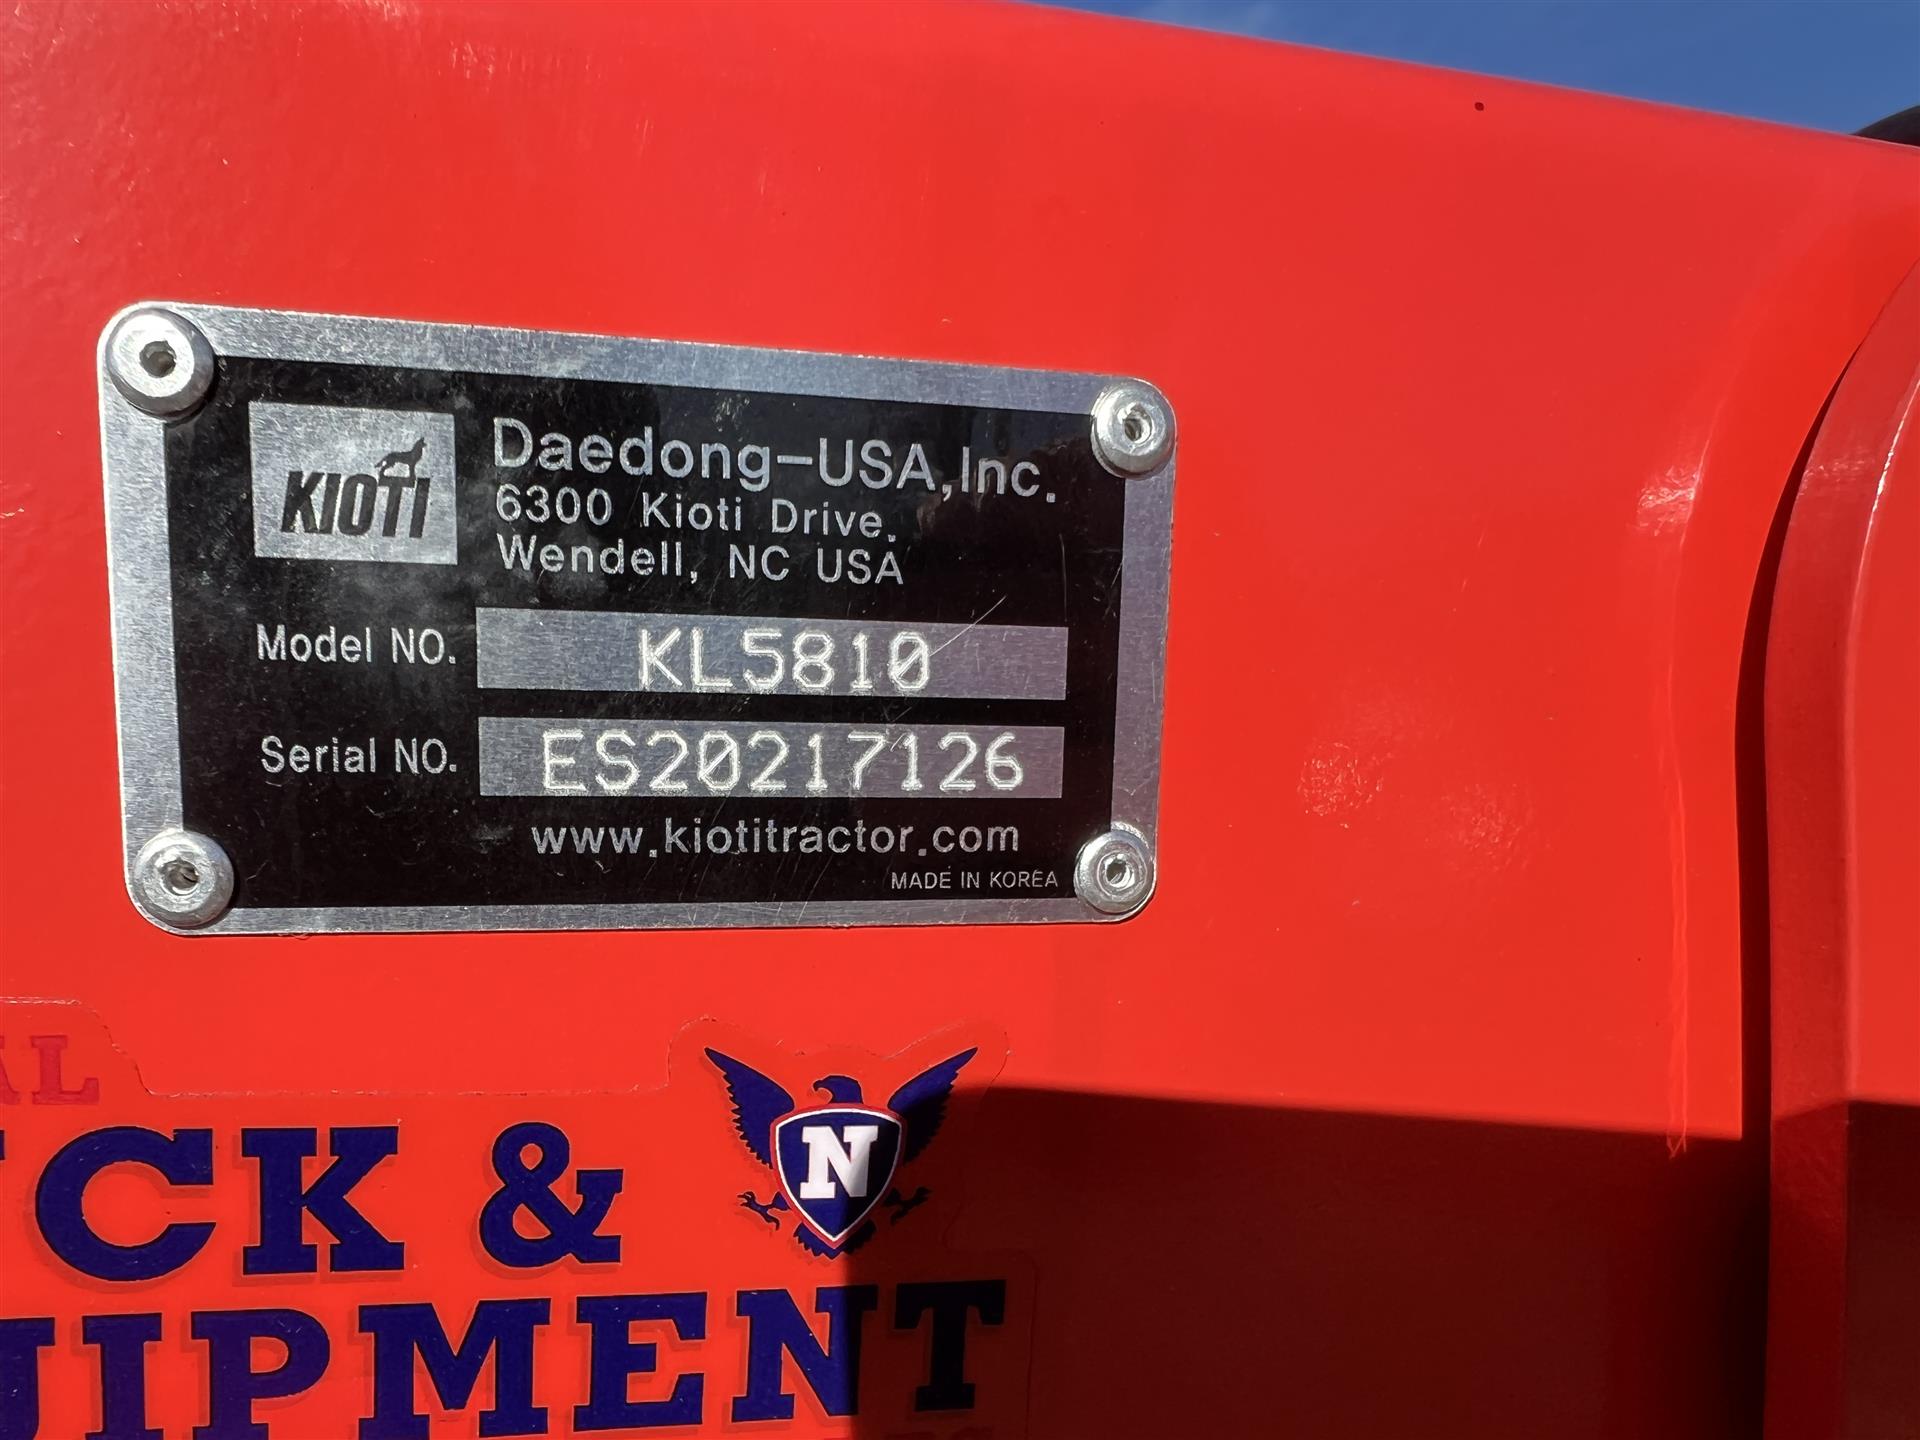 KIOTI
Daedong-USA, Inc.
6300 Kioti Drive.
Wendell, NC USA
Model NO. KL5810
Serial NO. ES20217126
www.kiotitractor.com
MADE IN KOREA
N
CK &
UIPMENT